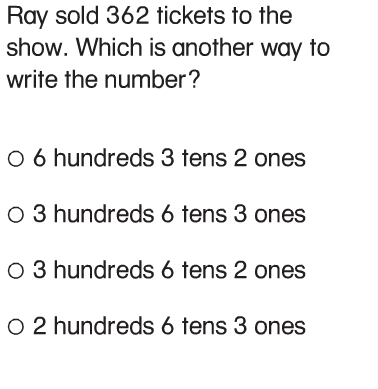 Ray sold 362 tickets to the
show. Which is another way to
write the number?
6 hundreds 3 tens 2 ones
3 hundreds 6 tens 3 ones
3 hundreds 6 tens 2 ones
2 hundreds 6 tens 3 ones